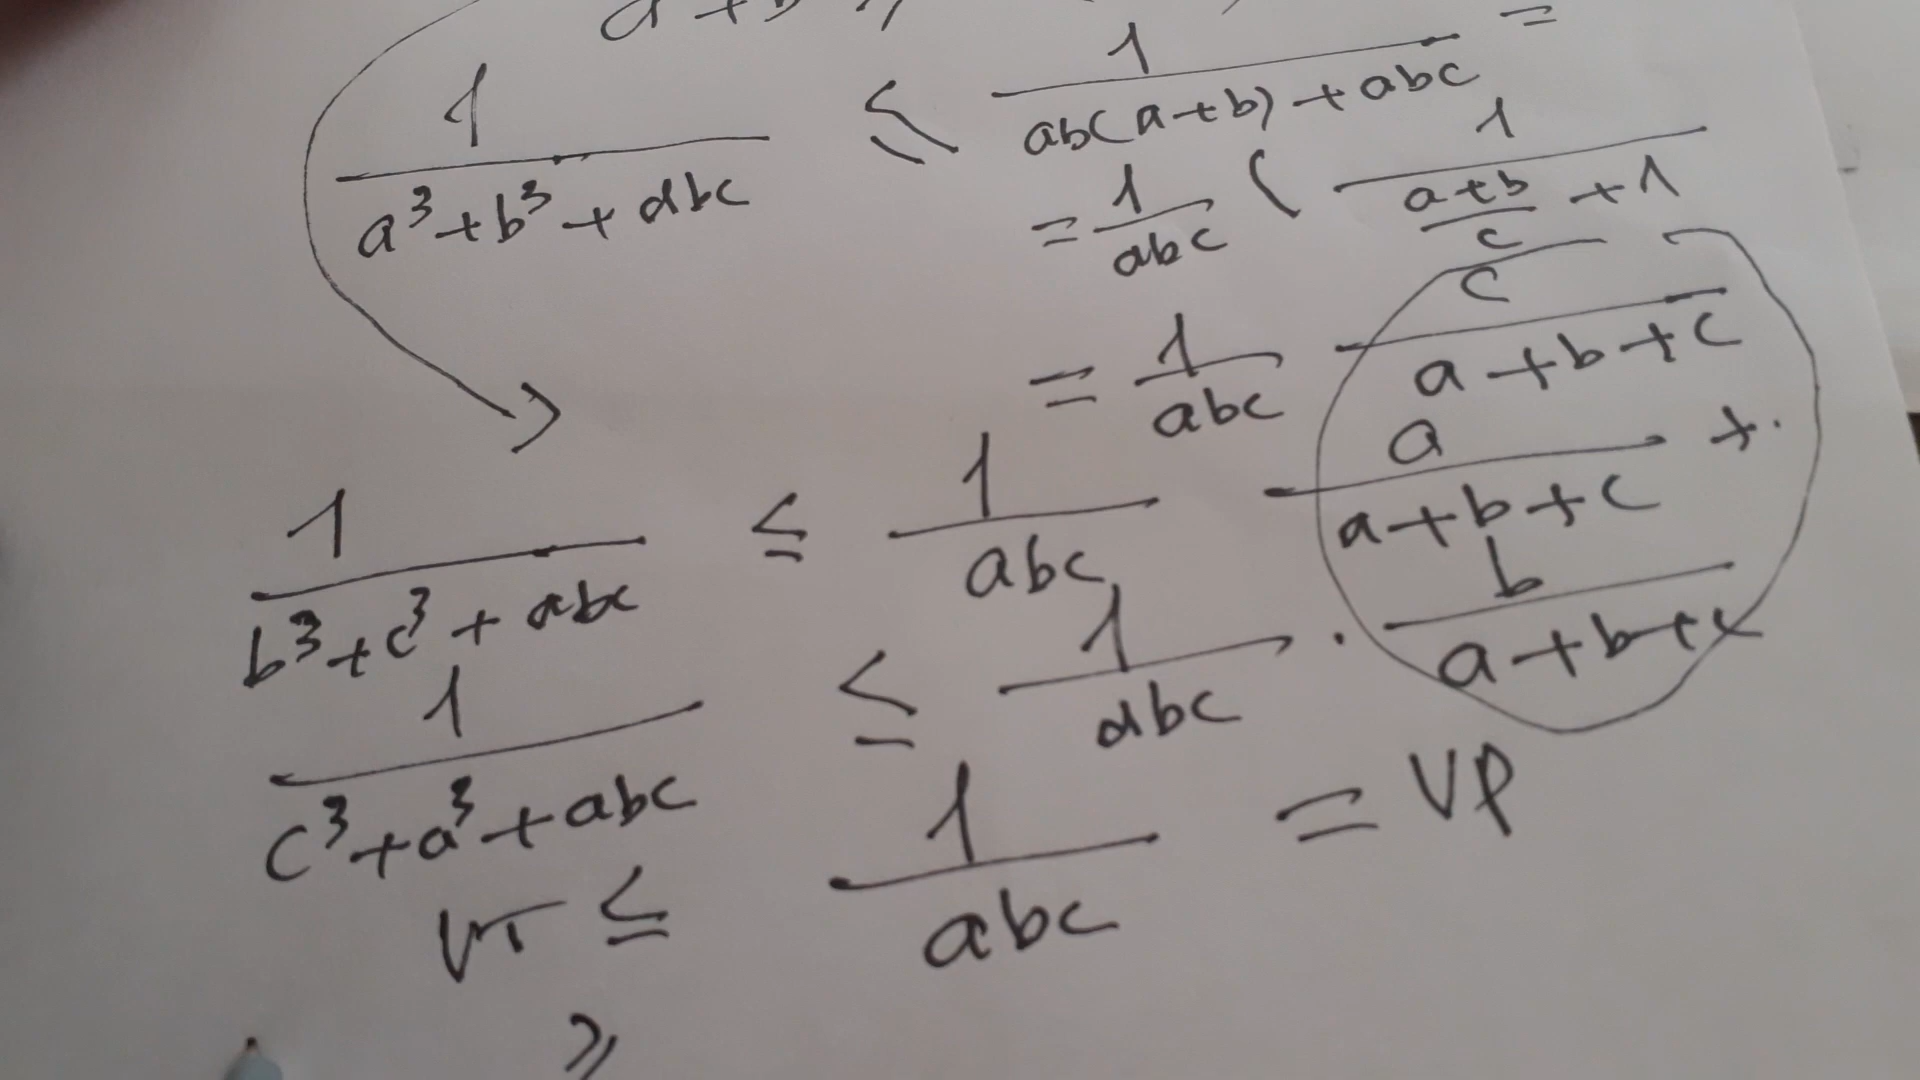 a + b ≥
1/(a³+b³+abc) ≤ 1/(ab(a+b)+abc) =
= 1/abc ( 1/((a+b)/c + 1)
= 1/abc c/(a+b+c)
1/(b³+c³+abc) ≤ 1/abc a/(a+b+c) +.
1/(c³+a³+abc) ≤ 1/abc . b/(a+b+c)
VT ≤ 1/abc = VP
≥